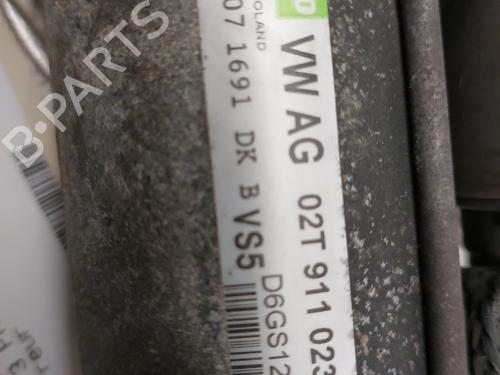 VW AG 02T 911 023
OLAND
07 1691 DK B VS5
D6GS12
B-PARTS